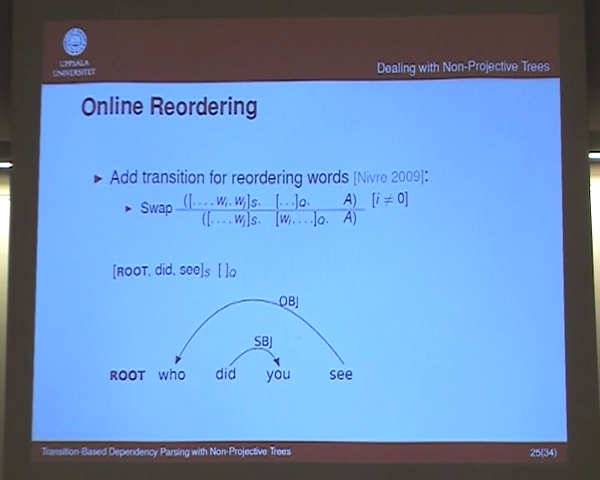 UPPSALA
UNIVERSITET
Dealing with Non-Projective Trees
Online Reordering
Add transition for reordering words [Nivre 2009]:
Swap ([. . . , wi, wj]S, [. . .]Q, A) [i ≠ 0]
([. . . , wj]S, [wi, . . .]Q, A)
[ROOT, did, see]S [ ]Q
OBJ
SBJ
ROOT who did you see
Transition-Based Dependency Parsing with Non-Projective Trees 25(34)